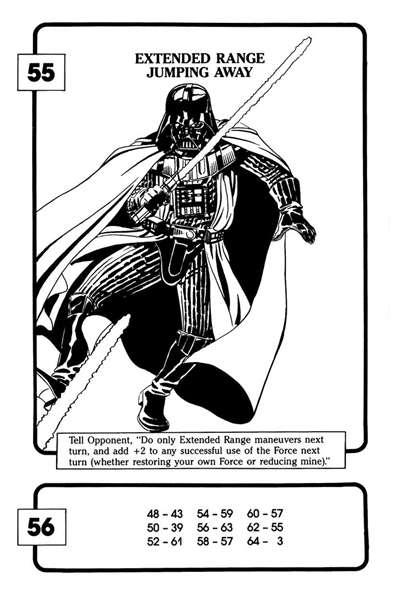 55
EXTENDED RANGE
JUMPING AWAY
Tell Opponent, “Do only Extended Range maneuvers next
turn, and add +2 to any successful use of the Force next
turn (whether restoring your own Force or reducing mine).”
56
48 – 43 54 – 59 60 – 57
50 – 39 56 – 63 62 – 55
52 – 61 58 – 57 64 – 3